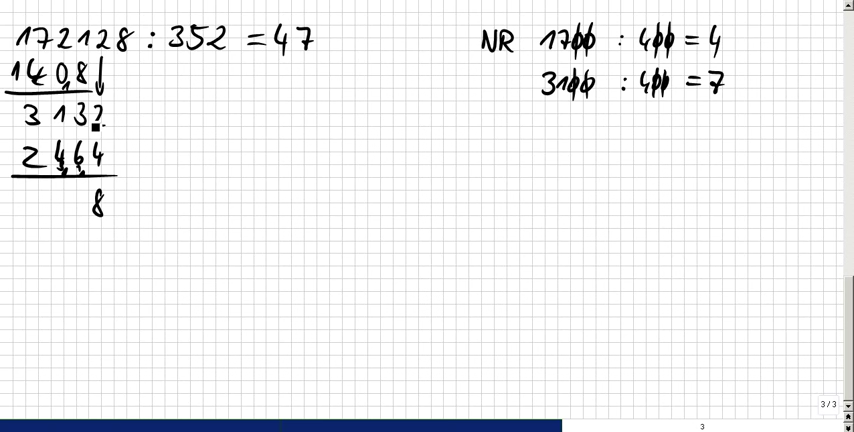 172128 : 352 = 47
1408
3132
2464
8
NR 1700 : 400 = 4
3100 : 400 = 7
3 / 3
3